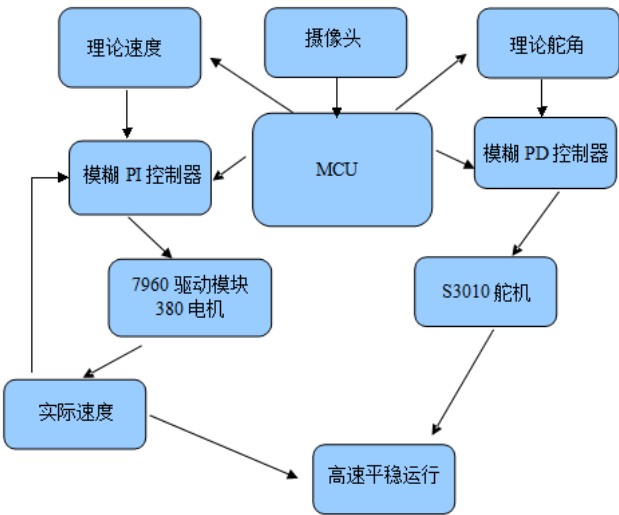 理论速度
摄像头
理论舵角
模糊 PI 控制器
MCU
模糊 PD 控制器
7960 驱动模块
380 电机
S3010 舵机
实际速度
高速平稳运行